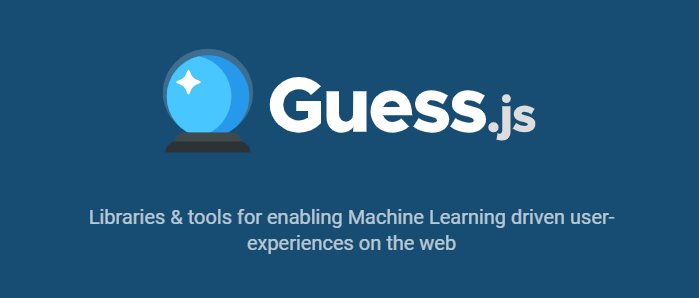 Guess.js
Libraries & tools for enabling Machine Learning driven user-
experiences on the web